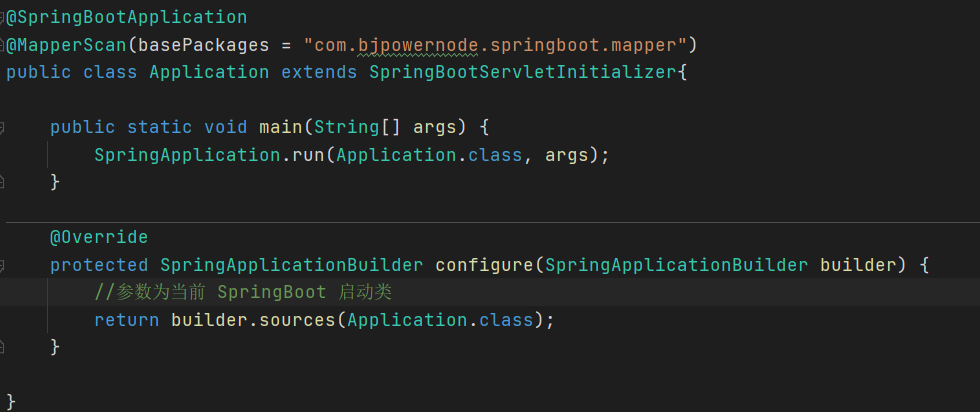 @SpringBootApplication
@MapperScan(basePackages = "com.bjpowernode.springboot.mapper")
public class Application extends SpringBootServletInitializer{
    public static void main(String[] args) {
        SpringApplication.run(Application.class, args);
    }
    @Override
    protected SpringApplicationBuilder configure(SpringApplicationBuilder builder) {
        //参数为当前 SpringBoot 启动类
        return builder.sources(Application.class);
    }
}